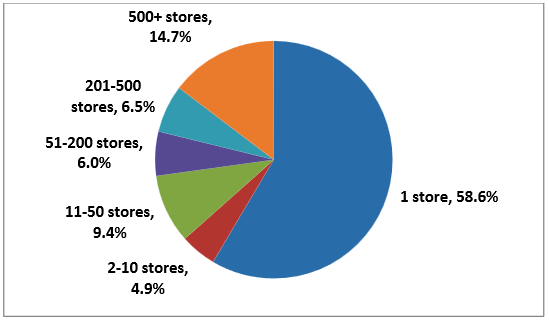 500+ stores,
14.7%
201-500
stores, 6.5%
51-200 stores,
6.0%
11-50 stores,
9.4%
2-10 stores,
4.9%
1 store, 58.6%